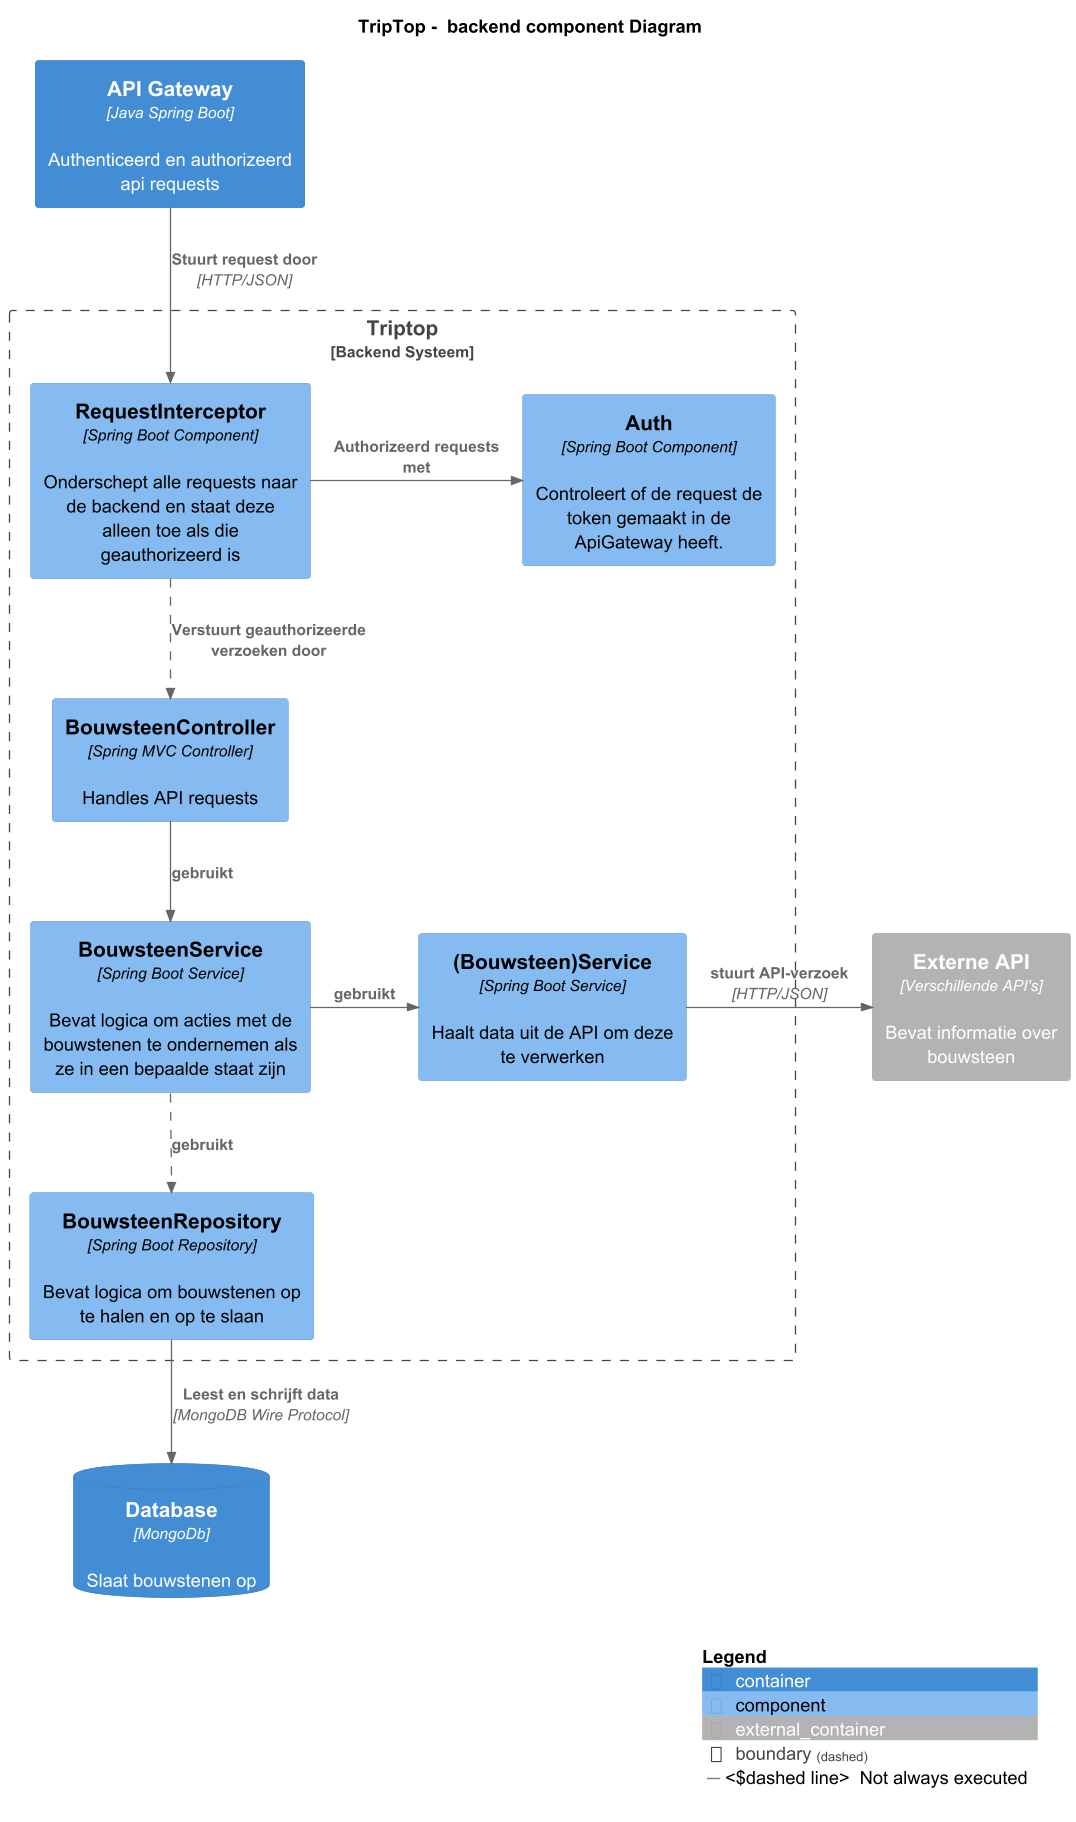 TripTop -  backend component Diagram
API Gateway
[Java Spring Boot]
Authenticeerd en authorizeerd
api requests
Stuurt request door
[HTTP/JSON]
Triptop
[Backend Systeem]
RequestInterceptor
[Spring Boot Component]
Onderschept alle requests naar
de backend en staat deze
alleen toe als die
geauthorizeerd is
Authorizeerd requests
met
Auth
[Spring Boot Component]
Controleert of de request de
token gemaakt in de
ApiGateway heeft.
Verstuurt geauthorizeerde
verzoeken door
BouwsteenController
[Spring MVC Controller]
Handles API requests
gebruikt
BouwsteenService
[Spring Boot Service]
Bevat logica om acties met de
bouwstenen te ondernemen als
ze in een bepaalde staat zijn
gebruikt
(Bouwsteen)Service
[Spring Boot Service]
Haalt data uit de API om deze
te verwerken
stuurt API-verzoek
[HTTP/JSON]
Externe API
[Verschillende API's]
Bevat informatie over
bouwsteen
gebruikt
BouwsteenRepository
[Spring Boot Repository]
Bevat logica om bouwstenen op
te halen en op te slaan
Leest en schrijft data
[MongoDB Wire Protocol]
Database
[MongoDb]
Slaat bouwstenen op
Legend
container
component
external_container
boundary (dashed)
— <$dashed line>  Not always executed